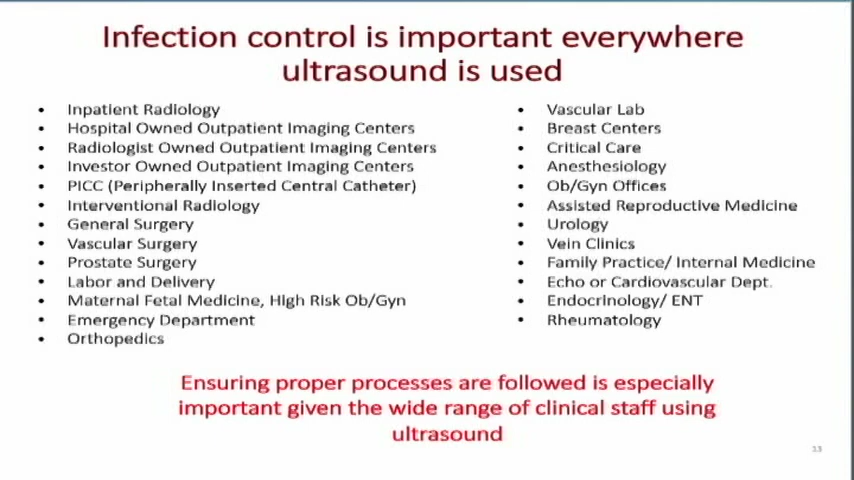 Infection control is important everywhere
ultrasound is used
• Inpatient Radiology
• Hospital Owned Outpatient Imaging Centers
• Radiologist Owned Outpatient Imaging Centers
• Investor Owned Outpatient Imaging Centers
• PICC (Peripherally Inserted Central Catheter)
• Interventional Radiology
• General Surgery
• Vascular Surgery
• Prostate Surgery
• Labor and Delivery
• Maternal Fetal Medicine, High Risk Ob/Gyn
• Emergency Department
• Orthopedics
• Vascular Lab
• Breast Centers
• Critical Care
• Anesthesiology
• Ob/Gyn Offices
• Assisted Reproductive Medicine
• Urology
• Vein Clinics
• Family Practice/ Internal Medicine
• Echo or Cardiovascular Dept.
• Endocrinology/ ENT
• Rheumatology
Ensuring proper processes are followed is especially
important given the wide range of clinical staff using
ultrasound
13